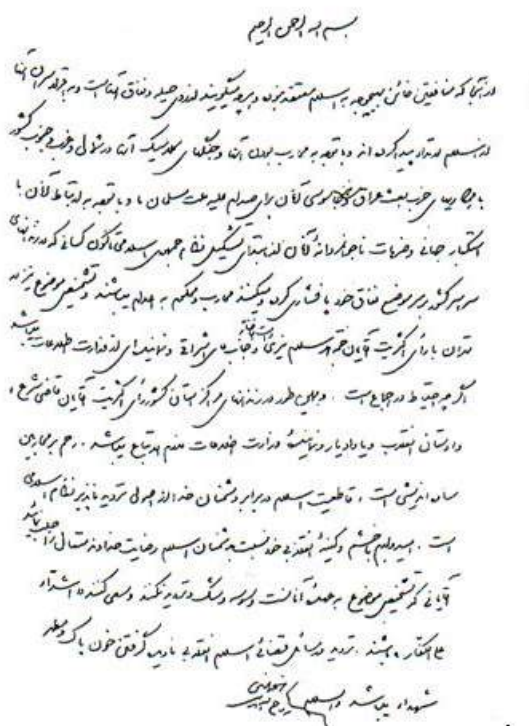 بسم الله الرحمن الرحیم
از آنجا که منافقین خائن به هیچ وجه به اسلام معتقد نبوده و هر چه میگویند از روی حیله و نفاق آنهاست و به اقرار سران آنها
از اسلام ارتداد پیدا کرده‌اند و با توجه به محارب بودن آنها و جنگهای کلاسیک آنها در شمال و غرب و جنوب کشور
با همکاریهای حزب بعث عراق و نیز جاسوسی آنان برای صدام علیه ملت مسلمان ما و با توجه به ارتباط آنان با
استکبار جهانی و ضربات ناجوانمردانه آنان از ابتدای تشکیل نظام جمهوری اسلامی تا کنون کسانی که در زندانهای
سراسر کشور بر سر موضع نفاق خود پافشاری کرده و میکنند محارب و محکوم به اعدام میباشند و تشخیص موضوع نیز در
تهران با رأی اکثریت آقایان حجةالاسلام نیری دامت افاضاته و جناب آقای اشراقی و نماینده‌ای از وزارت اطلاعات میباشد
اگر چه احتیاط در اجماع است . و همین طور در زندانهای مراکز استان کشور رأی اکثریت آقایان قاضی شرع ،
دادستان انقلاب و یا دادیار و نماینده وزارت اطلاعات لازم الاتباع میباشد . رحم بر محاربین
ساده‌اندیشی است ، قاطعیت اسلام در برابر دشمنان خدا از اصول تردید ناپذیر نظام اسلامی
است . امیدوارم با خشم و کینه انقلابی خود نسبت به دشمنان اسلام رضایت خداوند متعال را جلب نمائید
آقایانی که تشخیص موضوع به عهده آنانست وسوسه و شک و تردید نکنند و سعی کنند « اشداء
علی الکفار » باشند . تردید در مسائل قضائی اسلام انقلابی نادیده گرفتن خون پاک و مطهر
شهداء میباشد والسلام روح الله الموسوی الخمینی